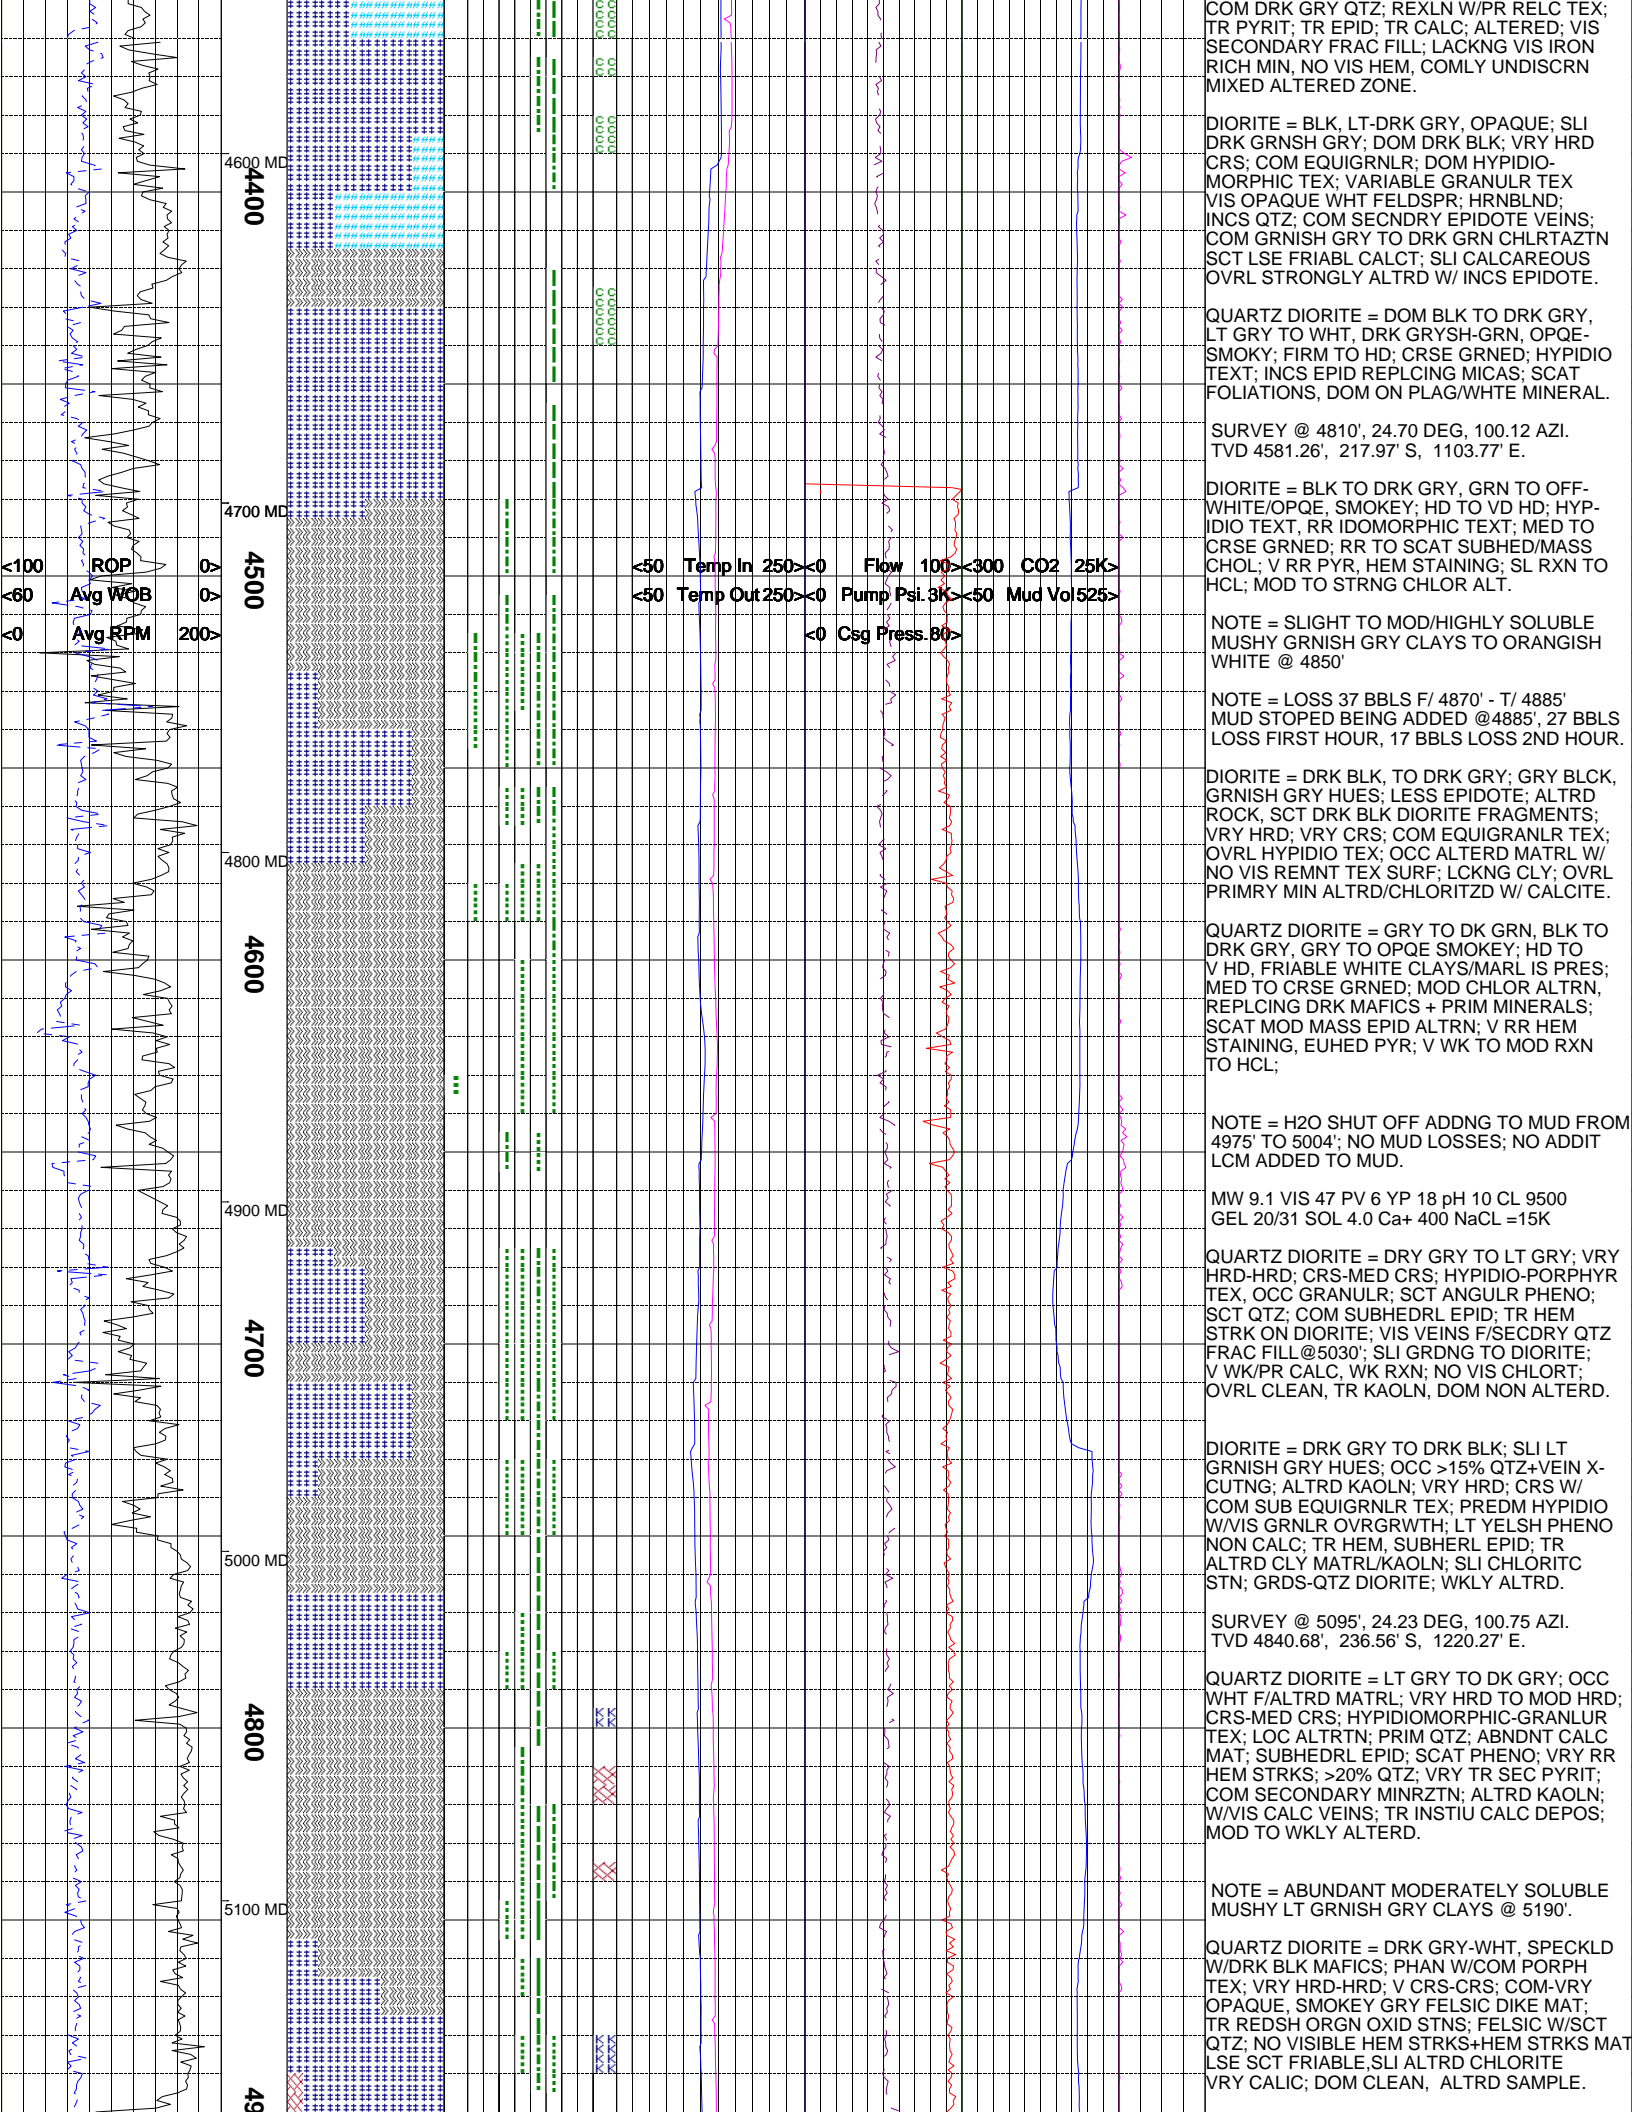 COM DRK GRY QTZ; REXLN W/PR RELC TEX;
TR PYRIT; TR EPID; TR CALC; ALTERED; VIS
SECONDARY FRAC FILL; LACKNG VIS IRON
RICH MIN, NO VIS HEM, COMLY UNDISCRN
MIXED ALTERED ZONE.
DIORITE = BLK, LT-DRK GRY, OPAQUE; SLI
DRK GRNSH GRY; DOM DRK BLK; VRY HRD
CRS; COM EQUIGRNLR; DOM HYPIDIO-
MORPHIC TEX; VARIABLE GRANULR TEX
VIS OPAQUE WHT FELDSPR; HRNBLND;
INCS QTZ; COM SECNDRY EPIDOTE VEINS;
COM GRNISH GRY TO DRK GRN CHLRTAZTN
SCT LSE FRIABL CALCT; SLI CALCAREOUS
OVRL STRONGLY ALTRD W/ INCS EPIDOTE.
4600 MD
4400
QUARTZ DIORITE = DOM BLK TO DRK GRY,
LT GRY TO WHT, DRK GRYSH-GRN, OPQE-
SMOKY; FIRM TO HD; CRSE GRNED; HYPIDIO
TEXT; INCS EPID REPLCING MICAS; SCAT
FOLIATIONS, DOM ON PLAG/WHTE MINERAL.
SURVEY @ 4810', 24.70 DEG, 100.12 AZI.
TVD 4581.26', 217.97' S, 1103.77' E.
4700 MD
DIORITE = BLK TO DRK GRY, GRN TO OFF-
WHITE/OPQE, SMOKEY; HD TO VD HD; HYP-
IDIO TEXT, RR IDOMORPHIC TEXT; MED TO
CRSE GRNED; RR TO SCAT SUBHED/MASS
CHOL; V RR PYR, HEM STAINING; SL RXN TO
HCL; MOD TO STRNG CHLOR ALT.
<100 ROP 0>
<60 Avg WOB 0>
<0 Avg RPM 200>
4500
<50 Temp In 250><0 Flow 100><300 CO2 25K>
<50 Temp Out 250><0 Pump Psi. 3K><50 Mud Vol 525>
<0 Csg Press. 80>
NOTE = SLIGHT TO MOD/HIGHLY SOLUBLE
MUSHY GRNISH GRY CLAYS TO ORANGISH
WHITE @ 4850'
NOTE = LOSS 37 BBLS F/ 4870' - T/ 4885'
MUD STOPED BEING ADDED @4885', 27 BBLS
LOSS FIRST HOUR, 17 BBLS LOSS 2ND HOUR.
DIORITE = DRK BLK, TO DRK GRY; GRY BLCK,
GRNISH GRY HUES; LESS EPIDOTE; ALTRD
ROCK, SCT DRK BLK DIORITE FRAGMENTS;
VRY HRD; VRY CRS; COM EQUIGRANLR TEX;
OVRL HYPIDIO TEX; OCC ALTERD MATRL W/
NO VIS REMNT TEX SURF; LCKNG CLY; OVRL
PRIMRY MIN ALTRD/CHLORITZD W/ CALCITE.
4800 MD
4600
QUARTZ DIORITE = GRY TO DK GRN, BLK TO
DRK GRY, GRY TO OPQE SMOKEY; HD TO
V HD, FRIABLE WHITE CLAYS/MARL IS PRES;
MED TO CRSE GRNED; MOD CHLOR ALTRN,
REPLCING DRK MAFICS + PRIM MINERALS;
SCAT MOD MASS EPID ALTRN; V RR HEM
STAINING, EUHED PYR; V WK TO MOD RXN
TO HCL;
NOTE = H2O SHUT OFF ADDNG TO MUD FROM
4975' TO 5004'; NO MUD LOSSES; NO ADDIT
LCM ADDED TO MUD.
MW 9.1 VIS 47 PV 6 YP 18 pH 10 CL 9500
GEL 20/31 SOL 4.0 Ca+ 400 NaCL =15K
4900 MD
QUARTZ DIORITE = DRY GRY TO LT GRY; VRY
HRD-HRD; CRS-MED CRS; HYPIDIO-PORPHYR
TEX, OCC GRANULR; SCT ANGULR PHENO;
SCT QTZ; COM SUBHEDRL EPID; TR HEM
STRK ON DIORITE; VIS VEINS F/SECDRY QTZ
FRAC FILL@5030'; SLI GRDNG TO DIORITE;
V WK/PR CALC, WK RXN; NO VIS CHLORT;
OVRL CLEAN, TR KAOLN, DOM NON ALTERD.
4700
DIORITE = DRK GRY TO DRK BLK; SLI LT
GRNISH GRY HUES; OCC >15% QTZ+VEIN X-
CUTNG; ALTRD KAOLN; VRY HRD; CRS W/
COM SUB EQUIGRNLR TEX; PREDM HYPIDIO
W/VIS GRNLR OVRGRWTH; LT YELSH PHENO
NON CALC; TR HEM, SUBHERL EPID; TR
ALTRD CLY MATRL/KAOLN; SLI CHLORITC
STN; GRDS-QTZ DIORITE; WKLY ALTRD.
5000 MD
SURVEY @ 5095', 24.23 DEG, 100.75 AZI.
TVD 4840.68', 236.56' S, 1220.27' E.
QUARTZ DIORITE = LT GRY TO DK GRY; OCC
WHT F/ALTRD MATRL; VRY HRD TO MOD HRD;
CRS-MED CRS; HYPIDIOMORPHIC-GRANLUR
TEX; LOC ALTRTN; PRIM QTZ; ABNDNT CALC
MAT; SUBHEDRL EPID; SCAT PHENO; VRY RR
HEM STRKS; >20% QTZ; VRY TR SEC PYRIT;
COM SECONDARY MINRZTN; ALTRD KAOLN;
W/VIS CALC VEINS; TR INSTIU CALC DEPOS;
MOD TO WKLY ALTERD.
4800
NOTE = ABUNDANT MODERATELY SOLUBLE
MUSHY LT GRNISH GRY CLAYS @ 5190'.
5100 MD
QUARTZ DIORITE = DRK GRY-WHT, SPECKLD
W/DRK BLK MAFICS; PHAN W/COM PORPH
TEX; VRY HRD-HRD; V CRS-CRS; COM-VRY
OPAQUE, SMOKEY GRY FELSIC DIKE MAT;
TR REDSH ORGN OXID STNS; FELSIC W/SCT
QTZ; NO VISIBLE HEM STRKS+HEM STRKS MAT
LSE SCT FRIABLE,SLI ALTRD CHLORITE
VRY CALIC; DOM CLEAN, ALTRD SAMPLE.
49